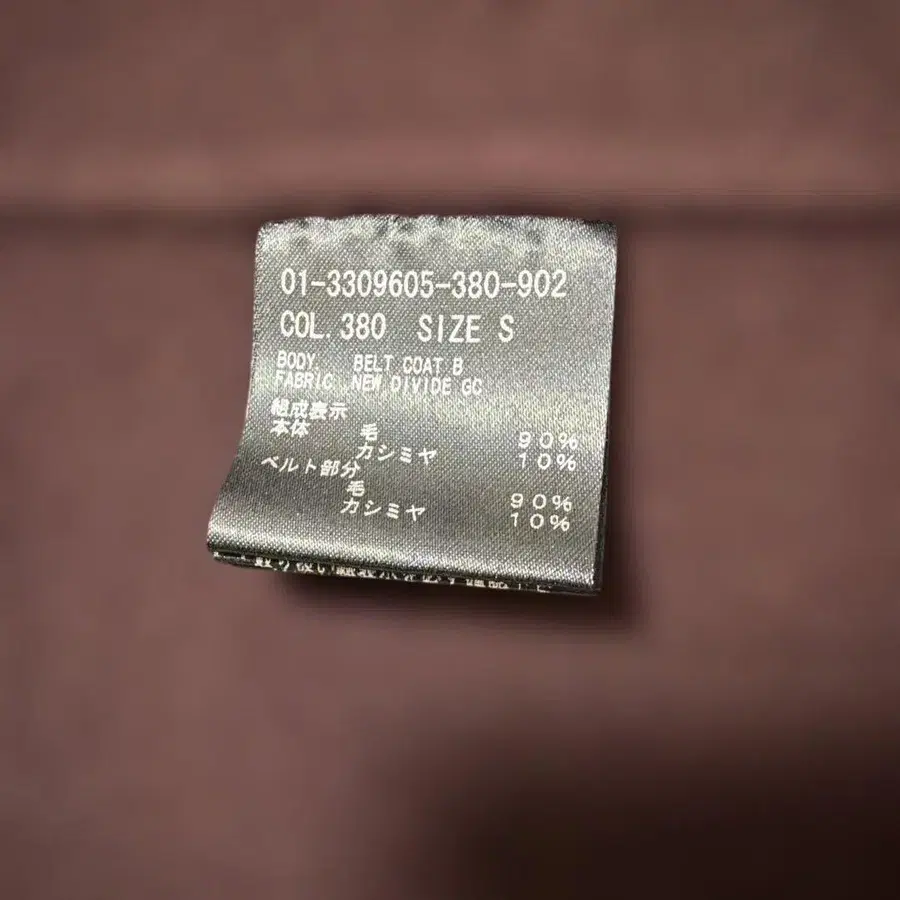 01-3309605-380-902
COL.380 SIZE S
BODY BELT COAT B
FABRIC NEW DIVIDE GC
組成表示
本体 毛 90%
カシミヤ 10%
ベルト部分
毛 90%
カシミヤ 10%